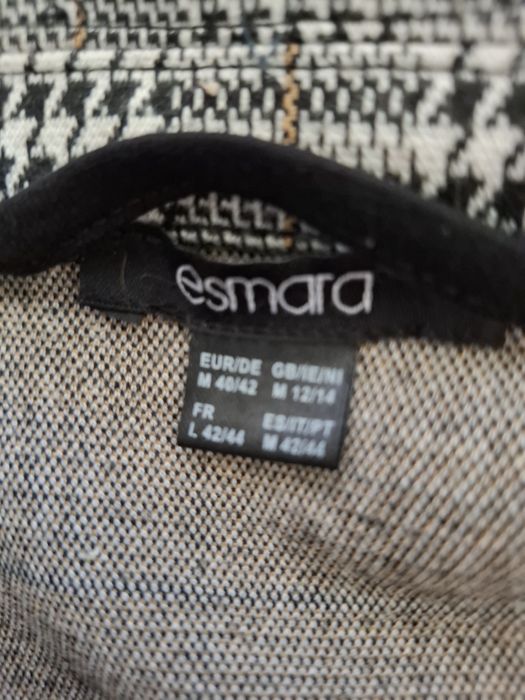 esmara
EUR/DE GB/IE/NI
M 40/42 M 12/14
FR ES/IT/PT
L 42/44 M 42/44